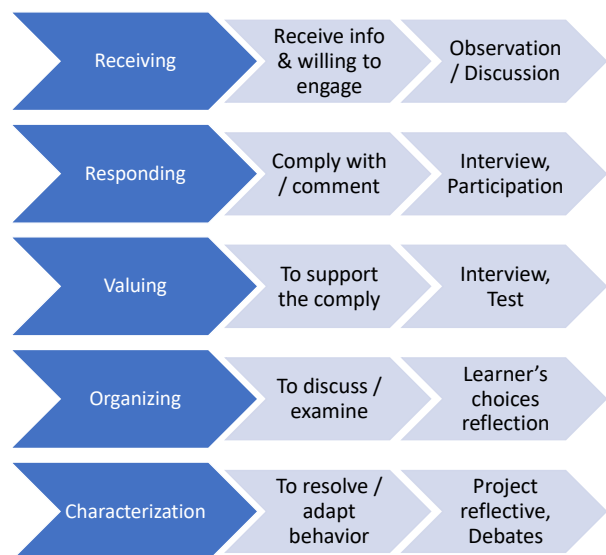 Receiving
Receive info
& willing to
engage
Observation
/ Discussion
Responding
Comply with
/ comment
Interview,
Participation
Valuing
To support
the comply
Interview,
Test
Organizing
To discuss /
examine
Learner’s
choices
reflection
Characterization
To resolve /
adapt
behavior
Project
reflective,
Debates